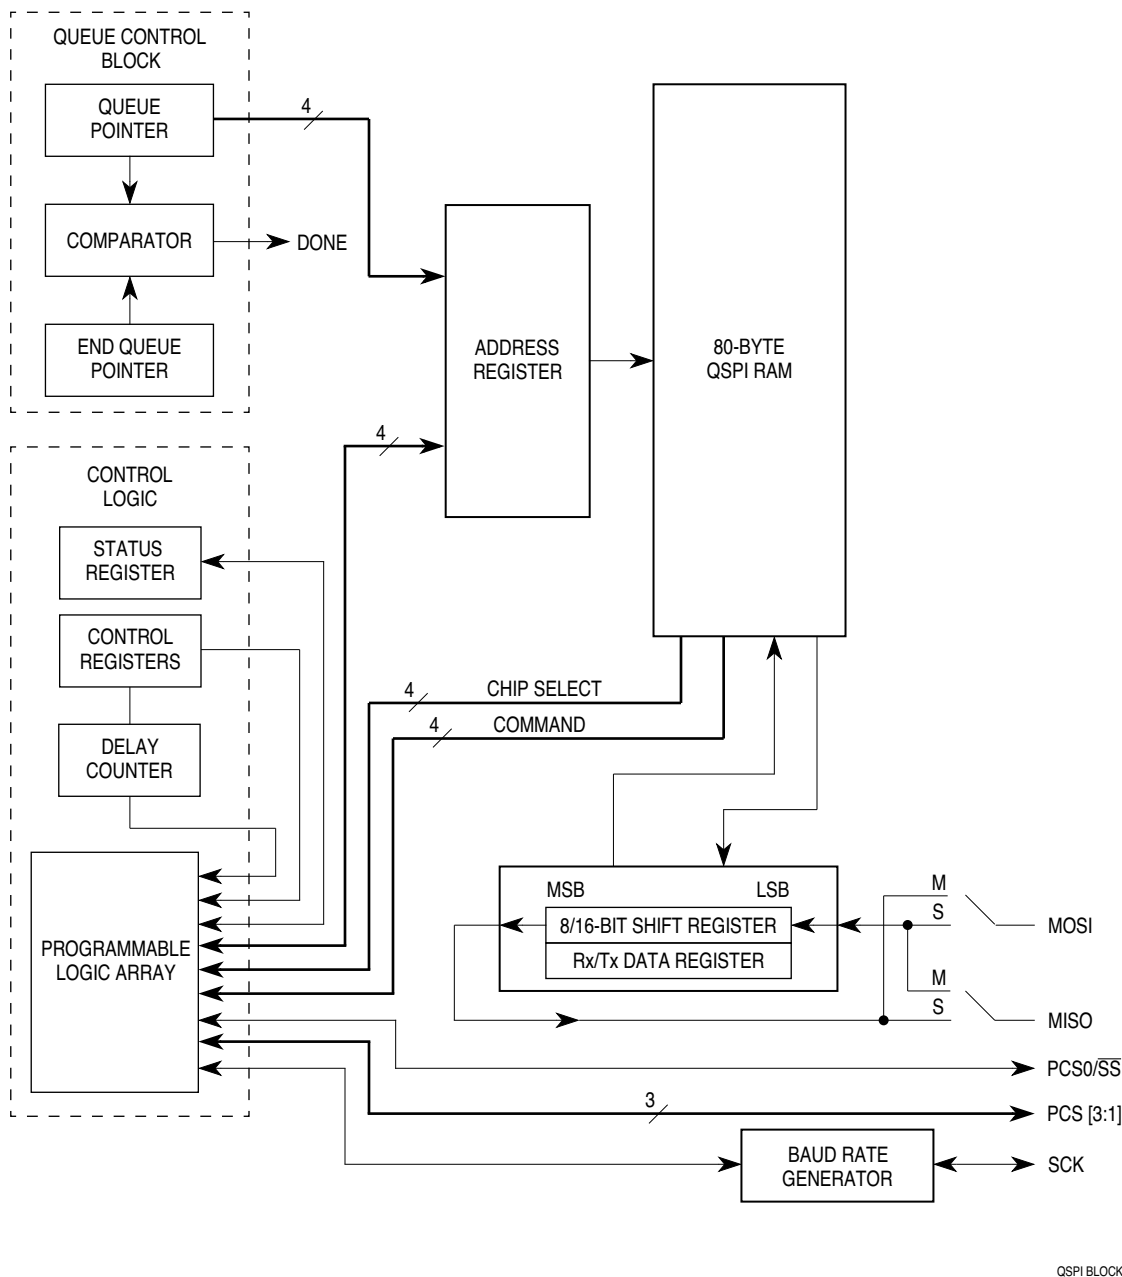 QUEUE CONTROL
BLOCK
QUEUE
POINTER
4
COMPARATOR
DONE
END QUEUE
POINTER
ADDRESS
REGISTER
80-BYTE
QSPI RAM
4
CONTROL
LOGIC
STATUS
REGISTER
CONTROL
REGISTERS
DELAY
COUNTER
PROGRAMMABLE
LOGIC ARRAY
4 CHIP SELECT
4 COMMAND
MSB LSB
8/16-BIT SHIFT REGISTER
Rx/Tx DATA REGISTER
M
S
MOSI
M
S
MISO
PCS0/S̅S̅
3
PCS [3:1]
BAUD RATE
GENERATOR
SCK
QSPI BLOCK